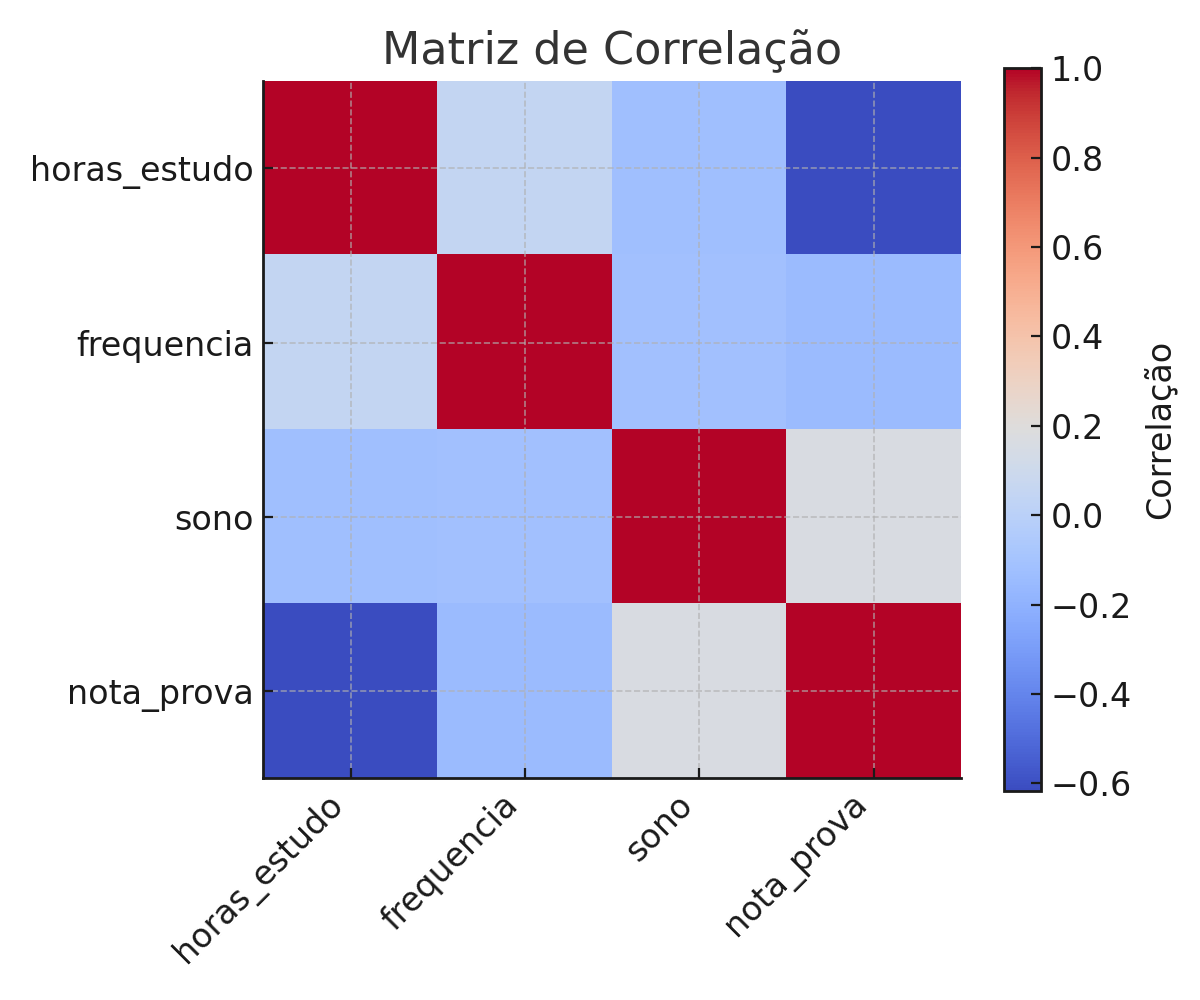 Matriz de Correlação
horas_estudo
frequencia
sono
nota_prova
horas_estudo
frequencia
sono
nota_prova
1.0
0.8
0.6
0.4
0.2
0.0
−0.2
−0.4
−0.6
Correlação